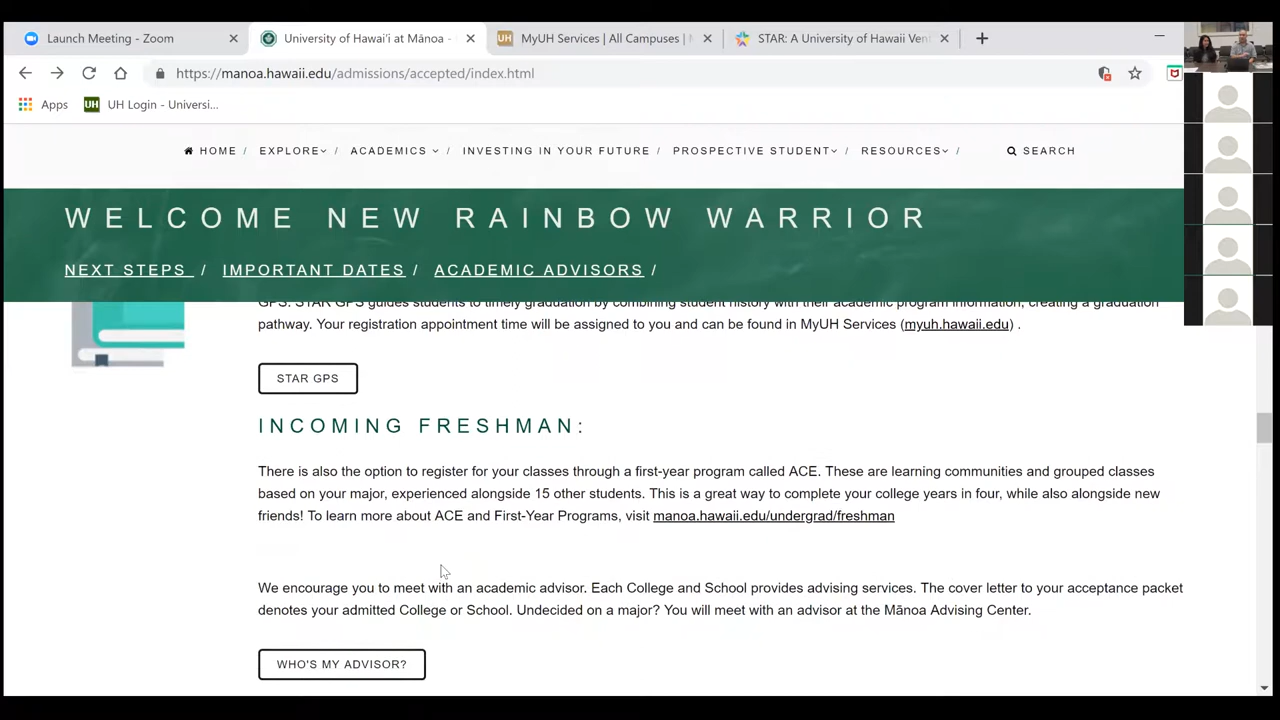 Launch Meeting - Zoom
University of Hawai'i at Mānoa -
MyUH Services | All Campuses |
STAR: A University of Hawaii Ven
https://manoa.hawaii.edu/admissions/accepted/index.html
Apps
UH Login - Universi...
HOME / EXPLORE / ACADEMICS / INVESTING IN YOUR FUTURE / PROSPECTIVE STUDENT / RESOURCES / SEARCH
WELCOME NEW RAINBOW WARRIOR
NEXT STEPS / IMPORTANT DATES / ACADEMIC ADVISORS /
GPS. STAR GPS guides students to timely graduation by combining student history with their academic program information, creating a graduation
pathway. Your registration appointment time will be assigned to you and can be found in MyUH Services (myuh.hawaii.edu) .
STAR GPS
INCOMING FRESHMAN:
There is also the option to register for your classes through a first-year program called ACE. These are learning communities and grouped classes
based on your major, experienced alongside 15 other students. This is a great way to complete your college years in four, while also alongside new
friends! To learn more about ACE and First-Year Programs, visit manoa.hawaii.edu/undergrad/freshman
We encourage you to meet with an academic advisor. Each College and School provides advising services. The cover letter to your acceptance packet
denotes your admitted College or School. Undecided on a major? You will meet with an advisor at the Mānoa Advising Center.
WHO'S MY ADVISOR?